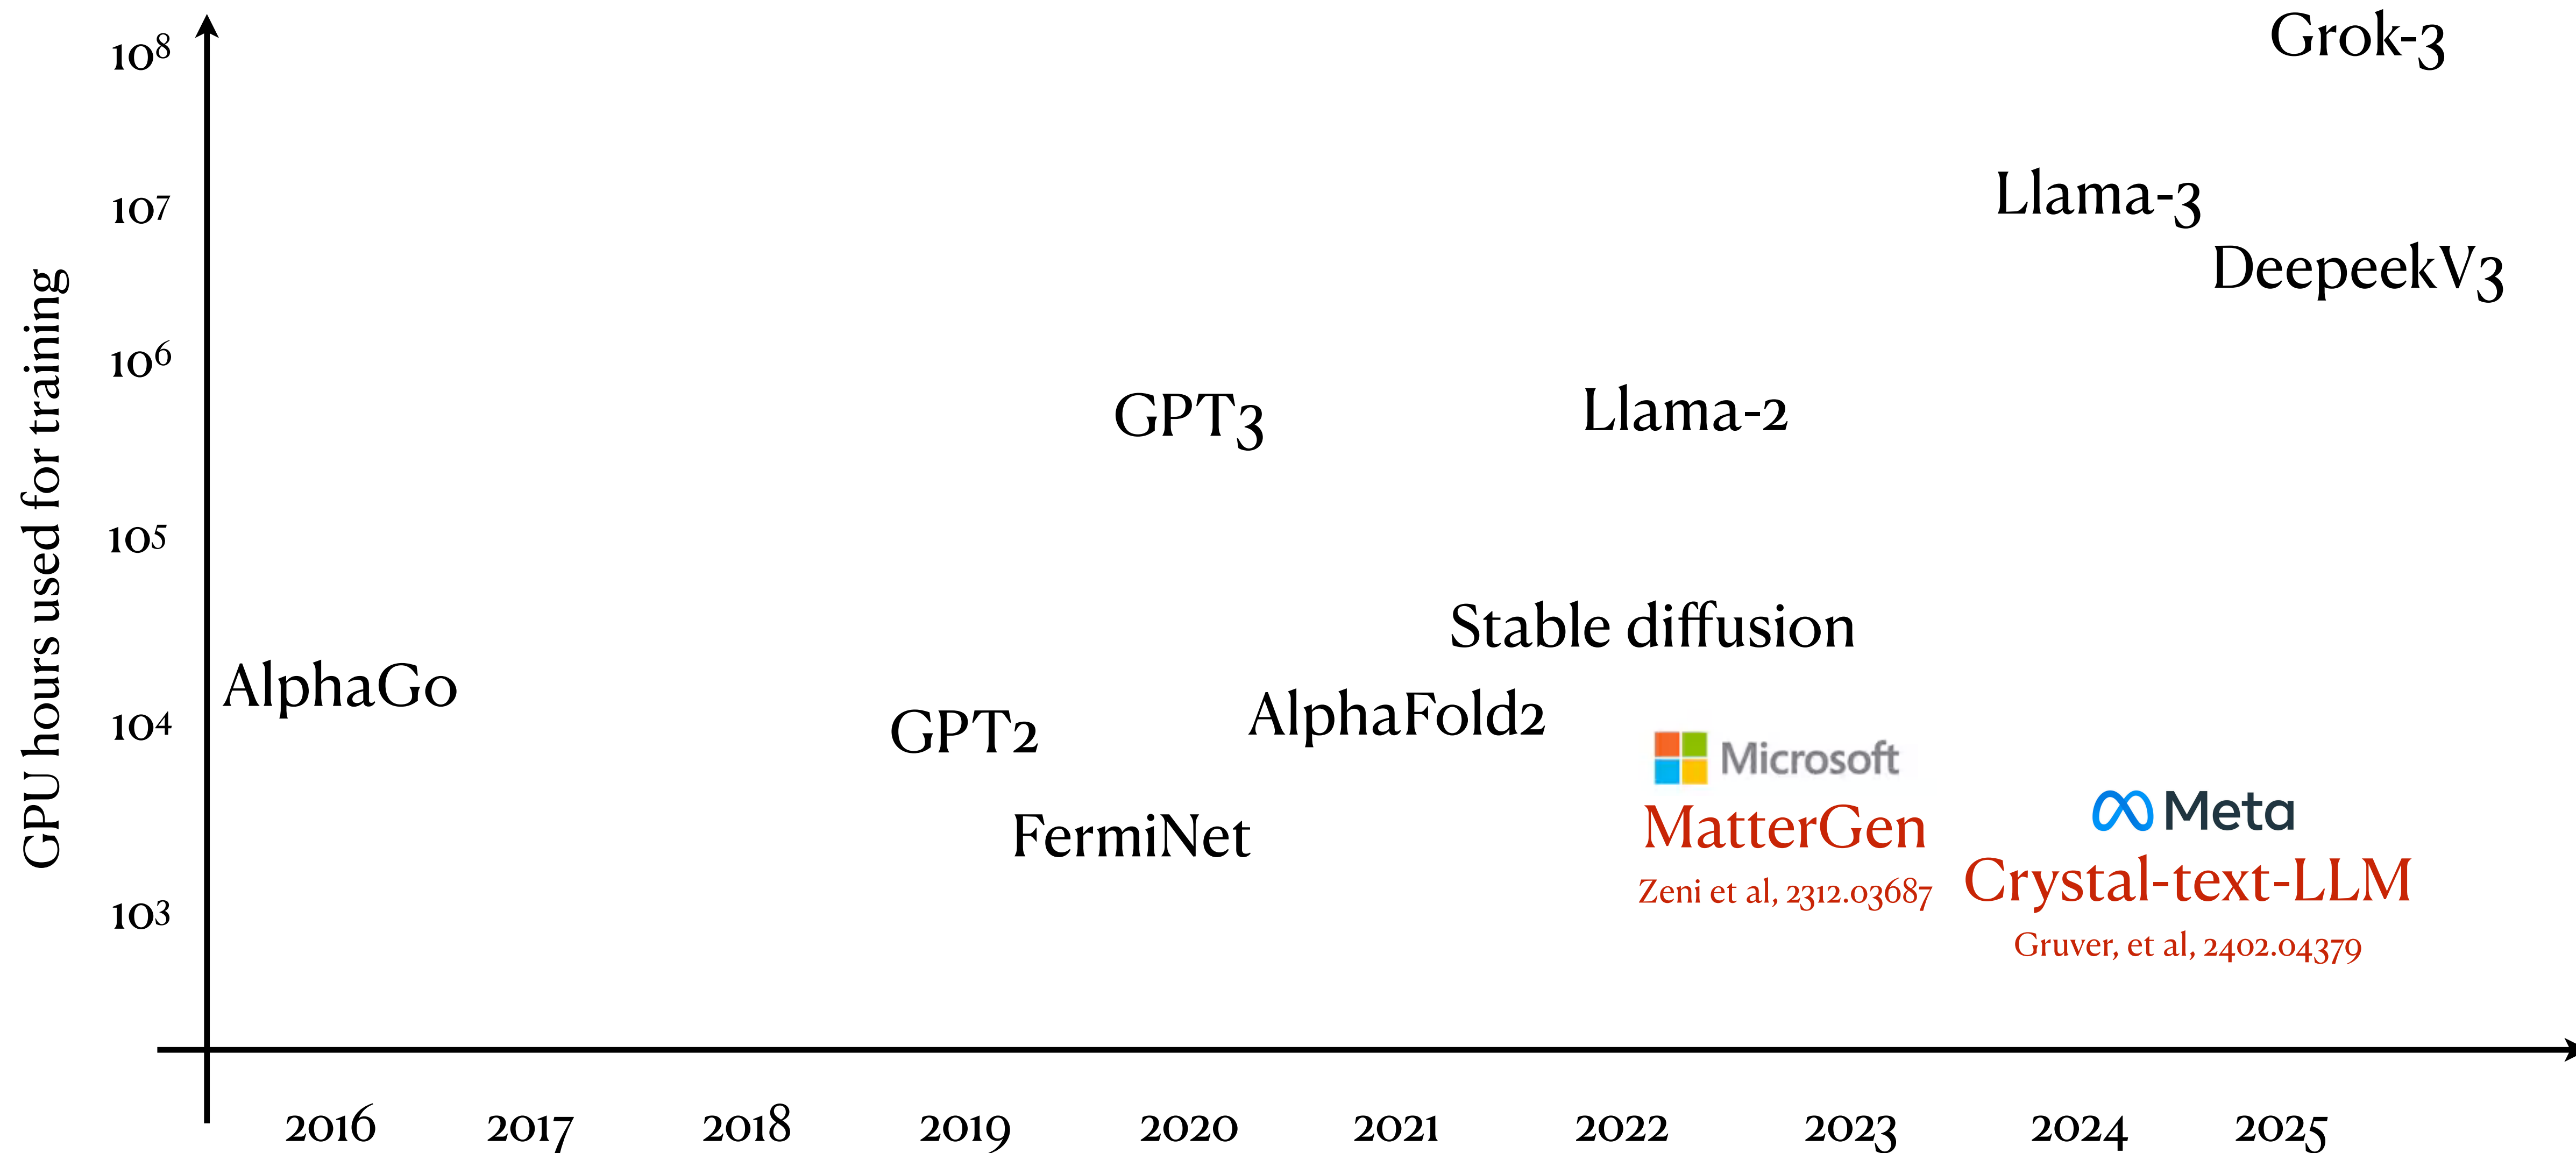 GPU hours used for training
10⁸
10⁷
10⁶
10⁵
10⁴
10³
Grok-3
Llama-3
DeepeekV3
GPT3
Llama-2
Stable diffusion
AlphaGo
AlphaFold2
GPT2
Microsoft
FermiNet
MatterGen
Zeni et al, 2312.03687
Meta
Crystal-text-LLM
Gruver, et al, 2402.04379
2016 2017 2018 2019 2020 2021 2022 2023 2024 2025